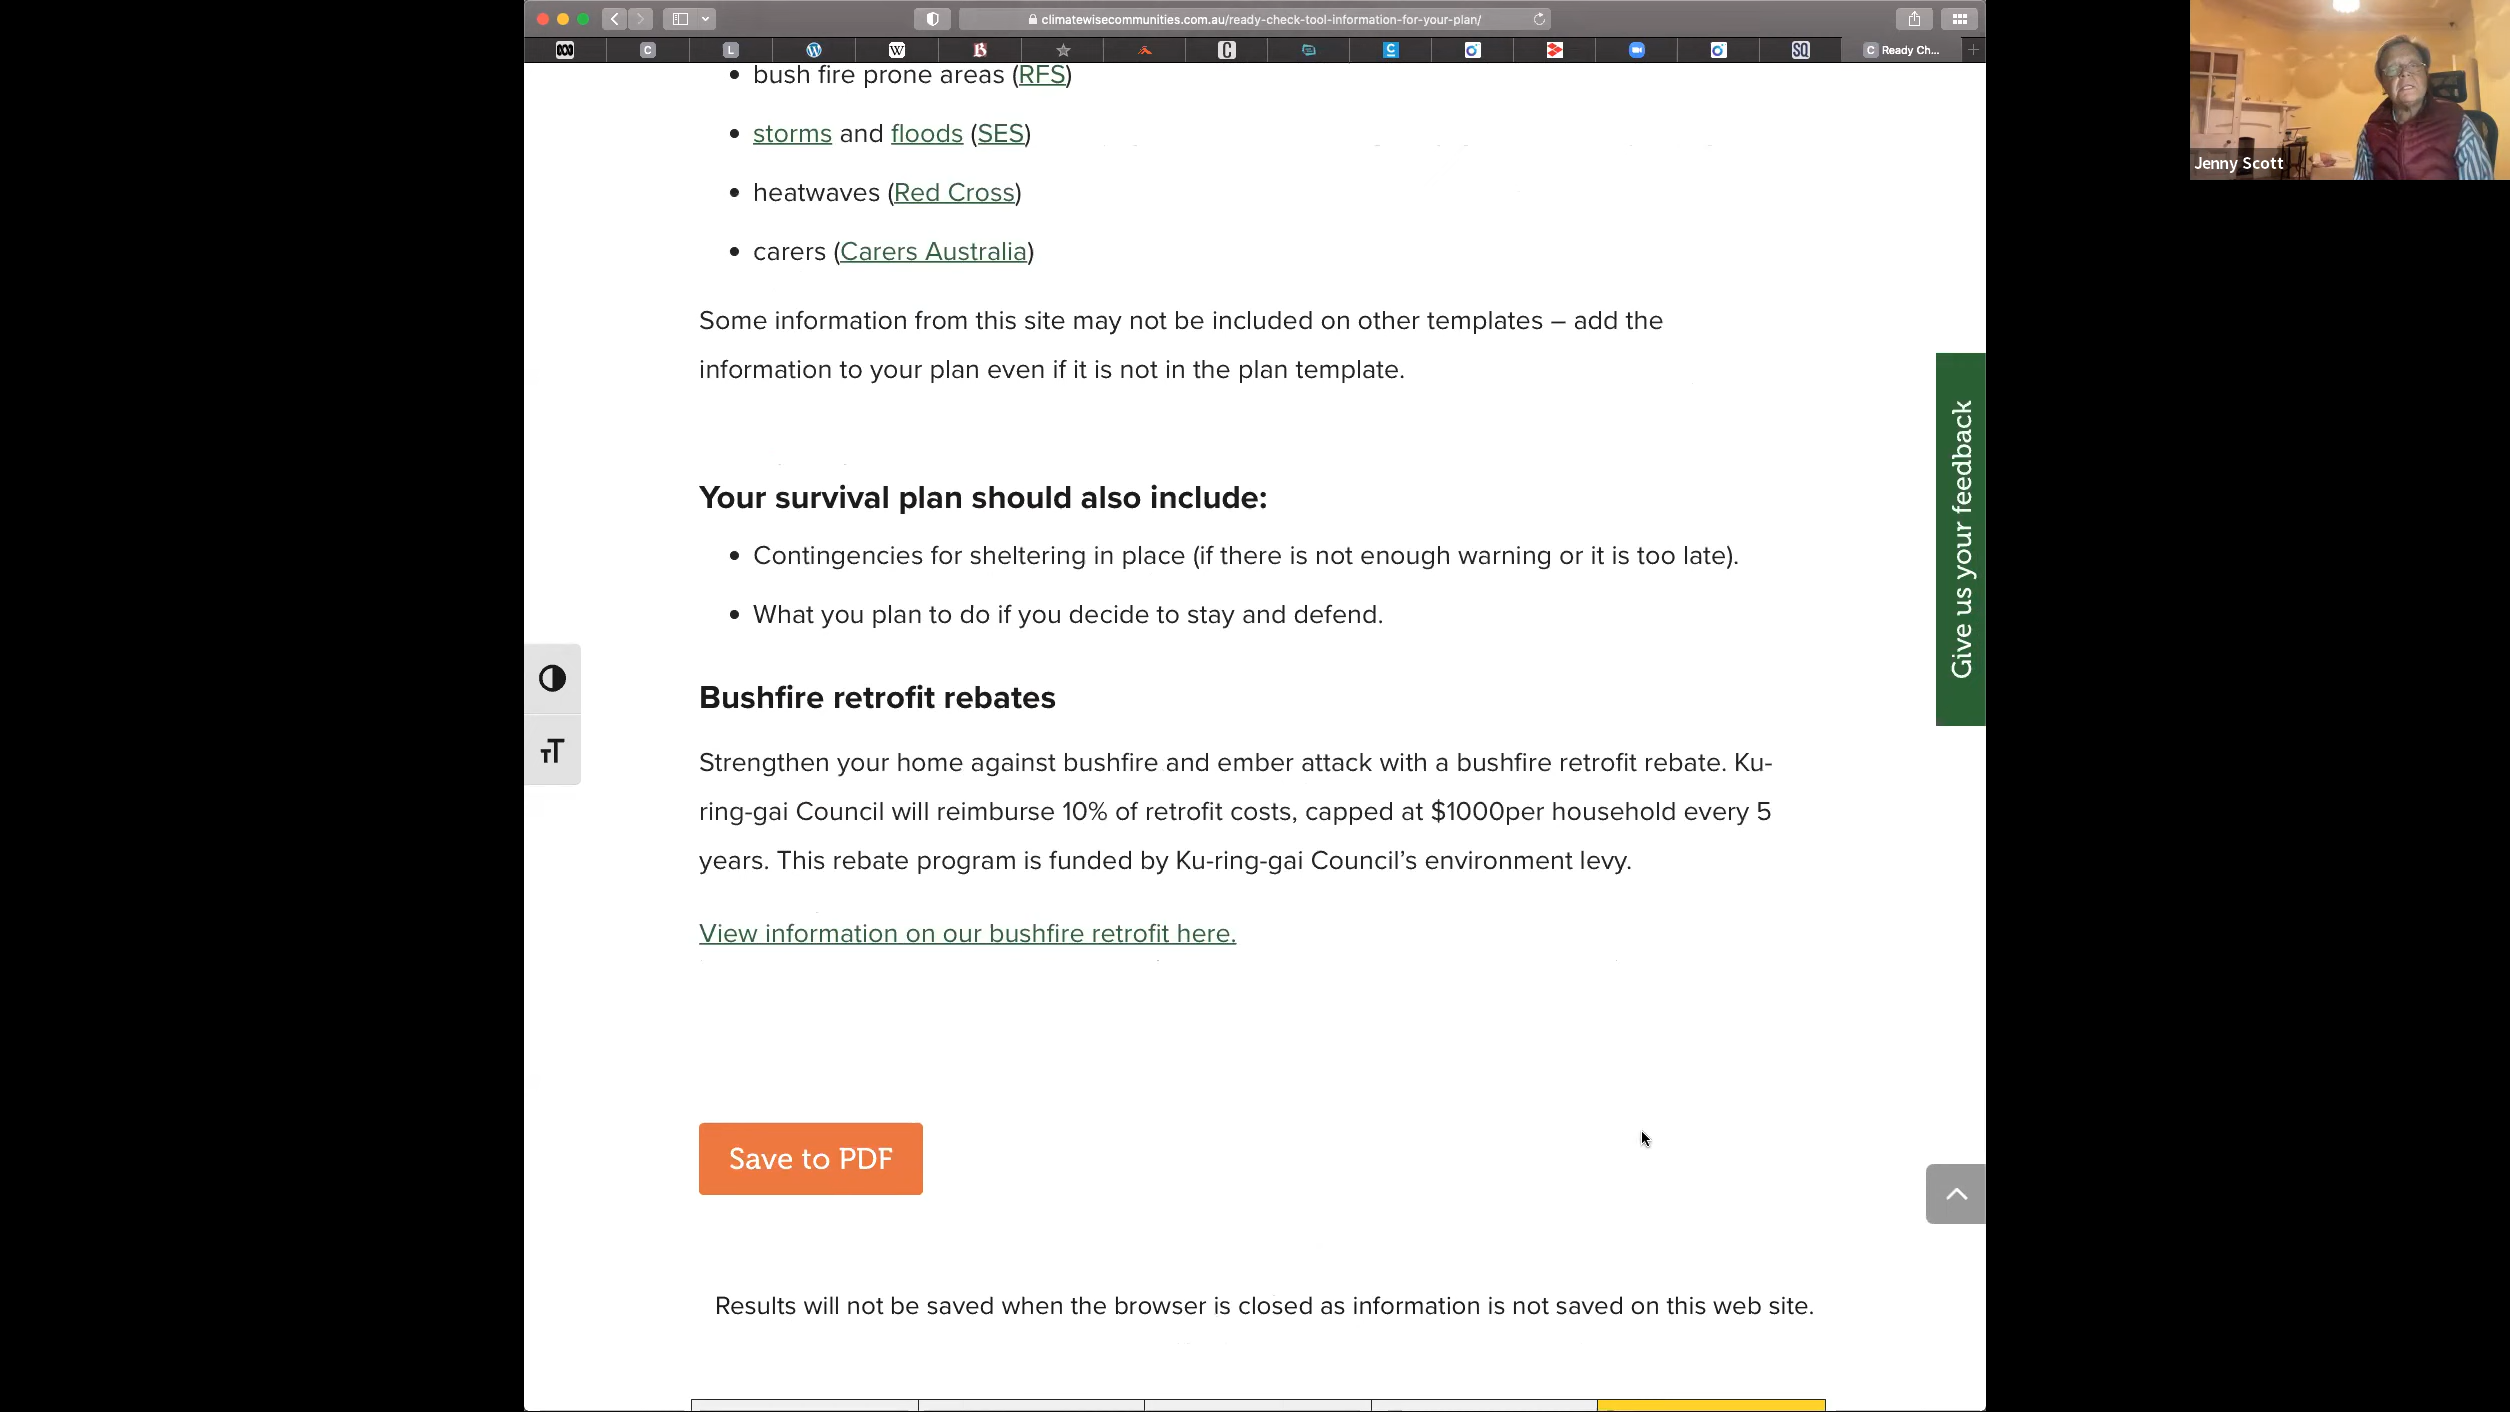 climatewisecommunities.com.au/ready-check-tool-information-for-your-plan/
C
L
W
W
B
C
C
SQ
C
Ready Ch...
Jenny Scott
bush fire prone areas (RFS)
storms and floods (SES)
heatwaves (Red Cross)
carers (Carers Australia)
Some information from this site may not be included on other templates – add the
information to your plan even if it is not in the plan template.
Your survival plan should also include:
Contingencies for sheltering in place (if there is not enough warning or it is too late).
What you plan to do if you decide to stay and defend.
Give us your feedback
TT
Bushfire retrofit rebates
Strengthen your home against bushfire and ember attack with a bushfire retrofit rebate. Ku-
ring-gai Council will reimburse 10% of retrofit costs, capped at $1000per household every 5
years. This rebate program is funded by Ku-ring-gai Council’s environment levy.
View information on our bushfire retrofit here.
Save to PDF
Results will not be saved when the browser is closed as information is not saved on this web site.